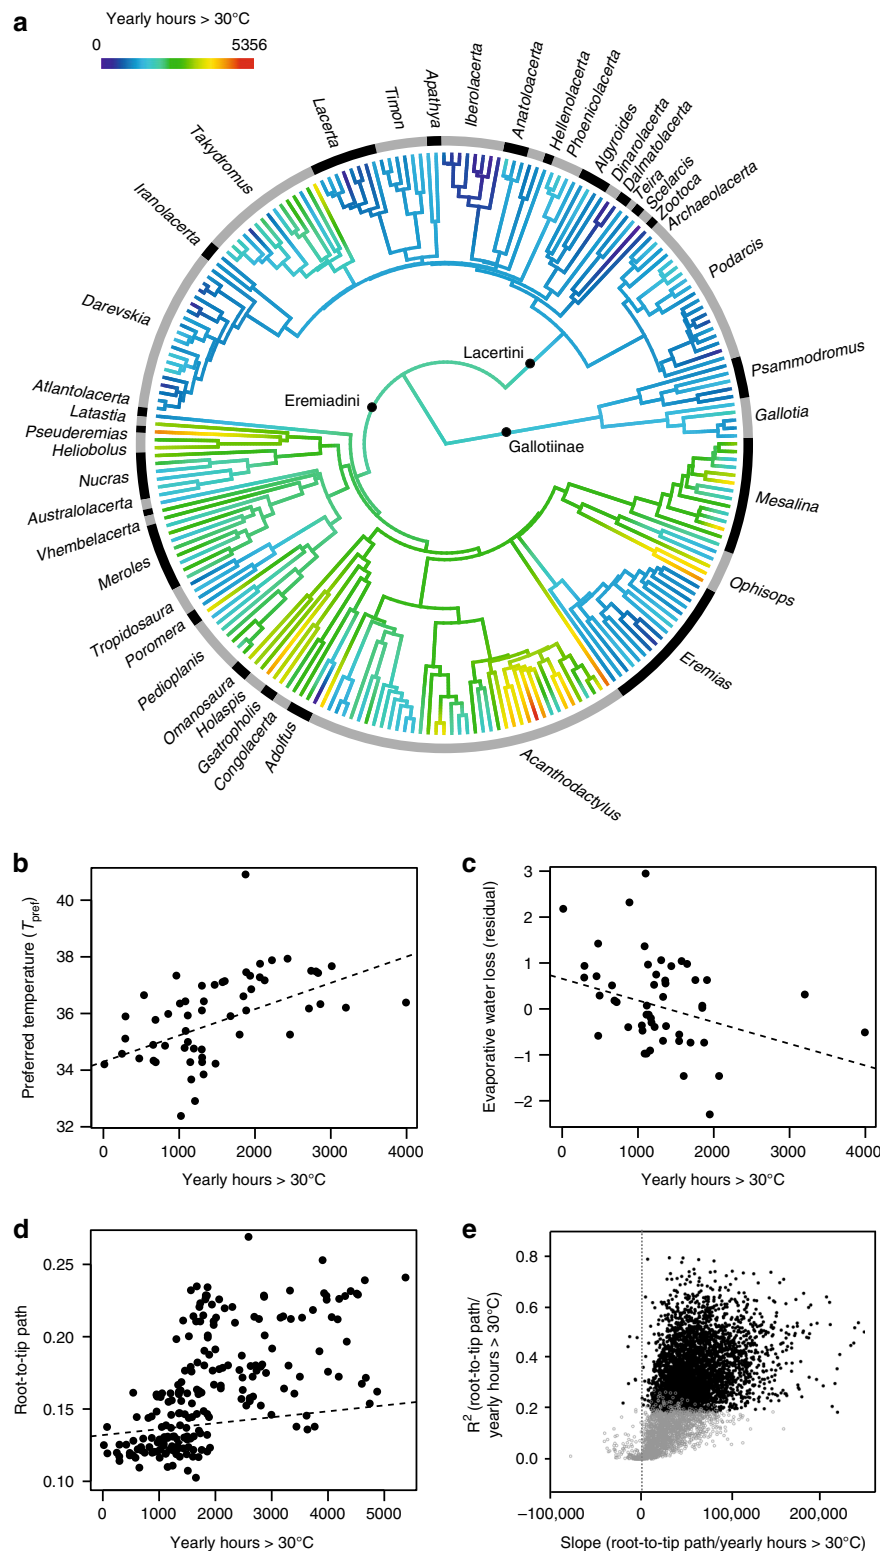 a
Yearly hours > 30°C
0 5356
Takydromus
Lacerta
Timon
Apathya
Iberolacerta
Anatoloacerta
Hellenolacerta
Phoenicolacerta
Algyroides
Dinarolacerta
Dalmatolacerta
Teira
Scelarcis
Zootoca
Archaeolacerta
Podarcis
Psammodromus
Gallotia
Mesalina
Ophisops
Eremias
Acanthodactylus
Adolfus
Congolacerta
Gsatropholis
Holaspis
Omanosaura
Pedioplanis
Poromera
Tropidosaura
Meroles
Vhembelacerta
Australolacerta
Nucras
Heliobolus
Pseuderemias
Latastia
Atlantolacerta
Darevskia
Iranolacerta
Lacertini
Eremiadini
Gallotiinae
b
Preferred temperature (Tpref)
40
38
36
34
32
0 1000 2000 3000 4000
Yearly hours > 30°C
c
Evaporative water loss (residual)
3
2
1
0
−1
−2
0 1000 2000 3000 4000
Yearly hours > 30°C
d
Root-to-tip path
0.25
0.20
0.15
0.10
0 1000 2000 3000 4000 5000
Yearly hours > 30°C
e
R² (root-to-tip path/
yearly hours > 30°C)
0.8
0.6
0.4
0.2
0.0
−100,000 0 100,000 200,000
Slope (root-to-tip path/yearly hours > 30°C)